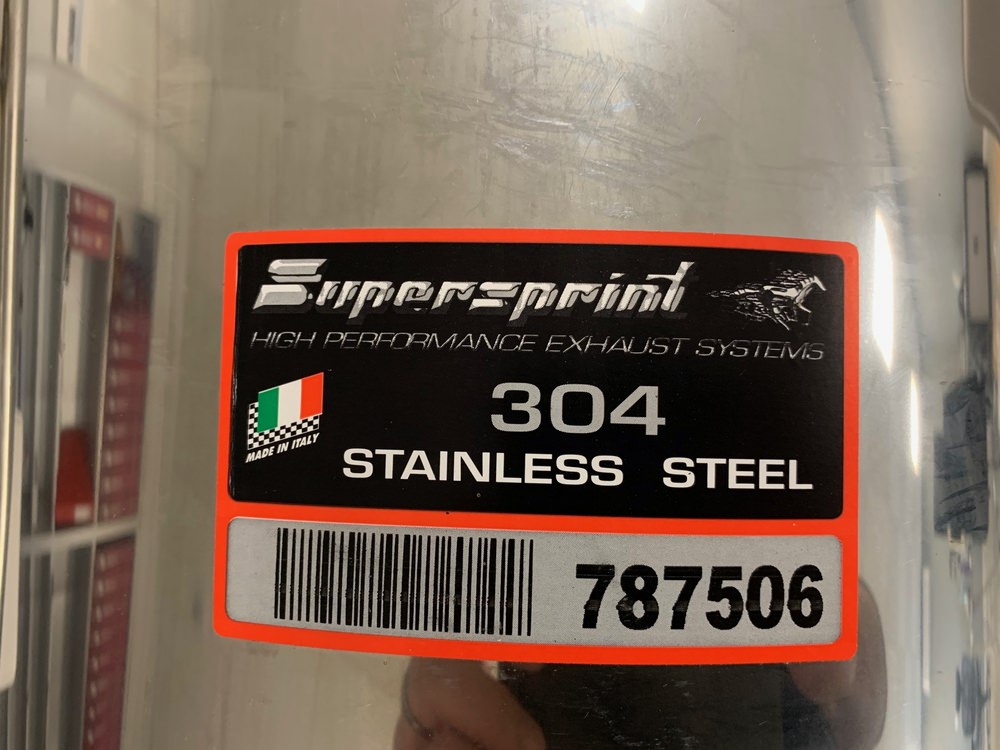 Supersprint
HIGH PERFORMANCE EXHAUST SYSTEMS
304
MADE IN ITALY
STAINLESS STEEL
787506